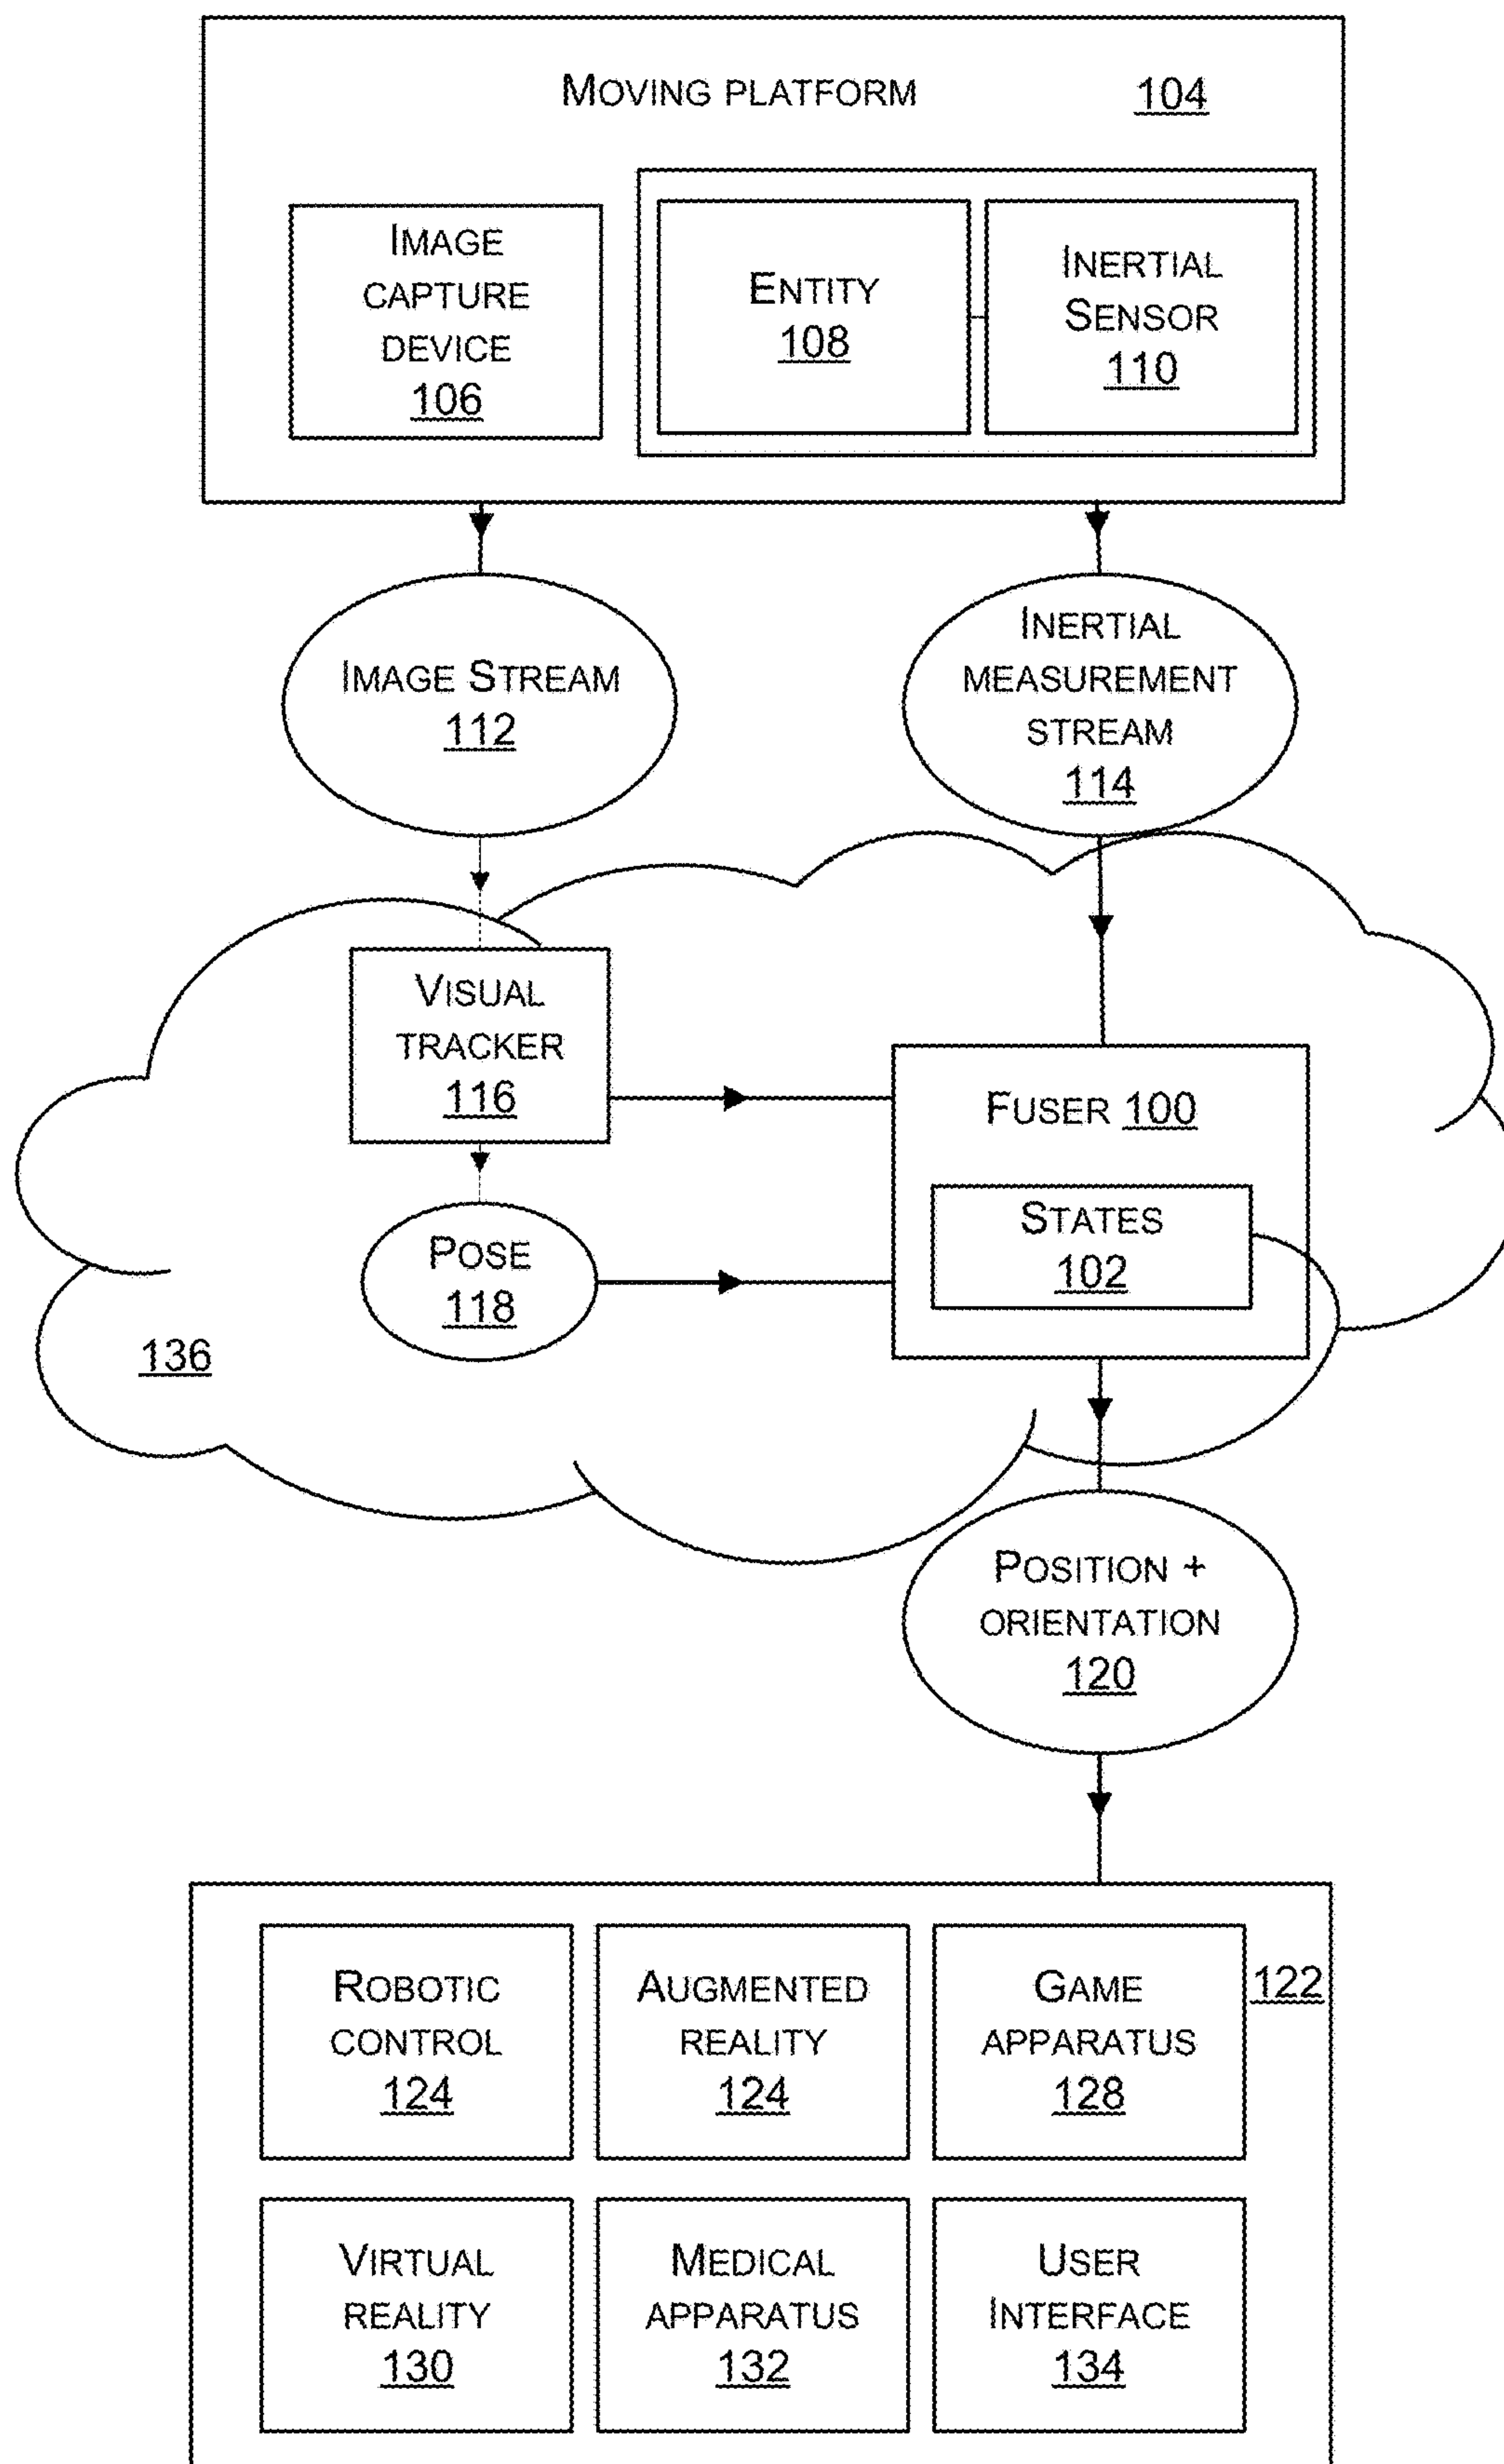 MOVING PLATFORM 104
IMAGE
CAPTURE
DEVICE
106
ENTITY
108
INERTIAL
SENSOR
110
IMAGE STREAM
112
INERTIAL
MEASUREMENT
STREAM
114
VISUAL
TRACKER
116
FUSER 100
STATES
102
POSE
118
136
POSITION +
ORIENTATION
120
122
ROBOTIC
CONTROL
124
AUGMENTED
REALITY
124
GAME
APPARATUS
128
VIRTUAL
REALITY
130
MEDICAL
APPARATUS
132
USER
INTERFACE
134